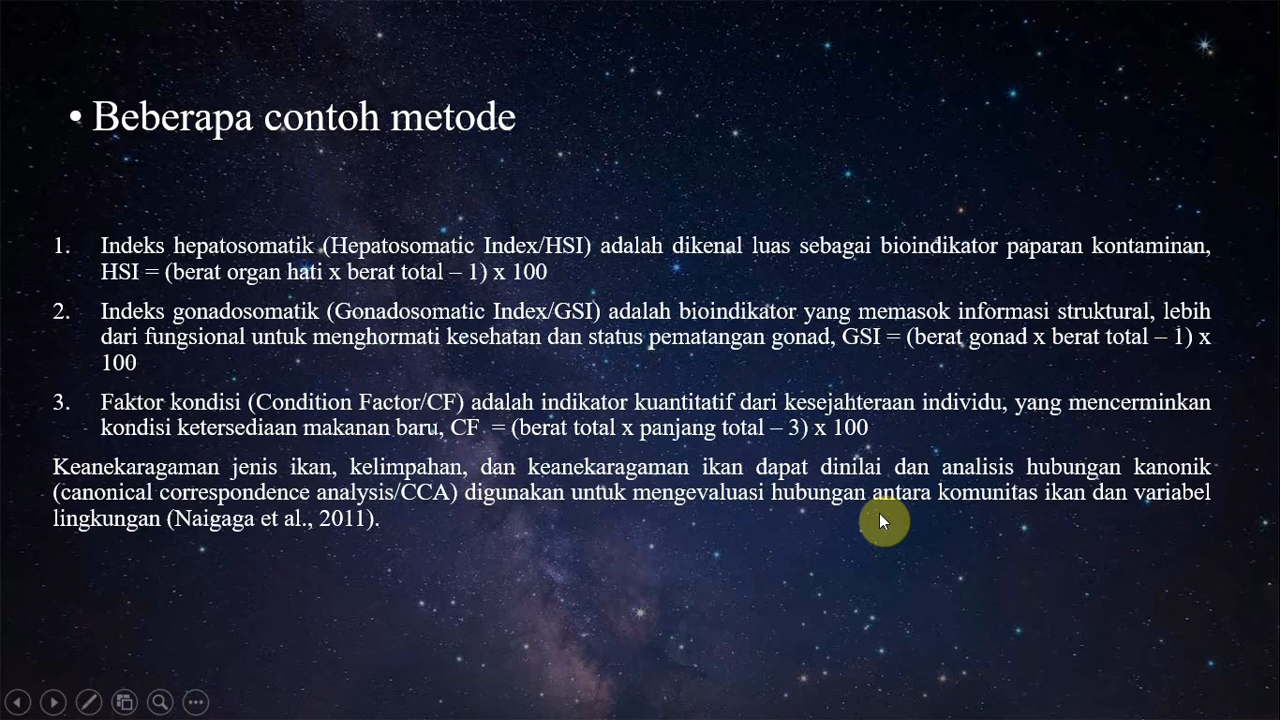 • Beberapa contoh metode
1. Indeks hepatosomatik (Hepatosomatic Index/HSI) adalah dikenal luas sebagai bioindikator paparan kontaminan,
HSI = (berat organ hati x berat total – 1) x 100
2. Indeks gonadosomatik (Gonadosomatic Index/GSI) adalah bioindikator yang memasok informasi struktural, lebih
dari fungsional untuk menghormati kesehatan dan status pematangan gonad, GSI = (berat gonad x berat total – 1) x
100
3. Faktor kondisi (Condition Factor/CF) adalah indikator kuantitatif dari kesejahteraan individu, yang mencerminkan
kondisi ketersediaan makanan baru, CF = (berat total x panjang total – 3) x 100
Keanekaragaman jenis ikan, kelimpahan, dan keanekaragaman ikan dapat dinilai dan analisis hubungan kanonik
(canonical correspondence analysis/CCA) digunakan untuk mengevaluasi hubungan antara komunitas ikan dan variabel
lingkungan (Naigaga et al., 2011).